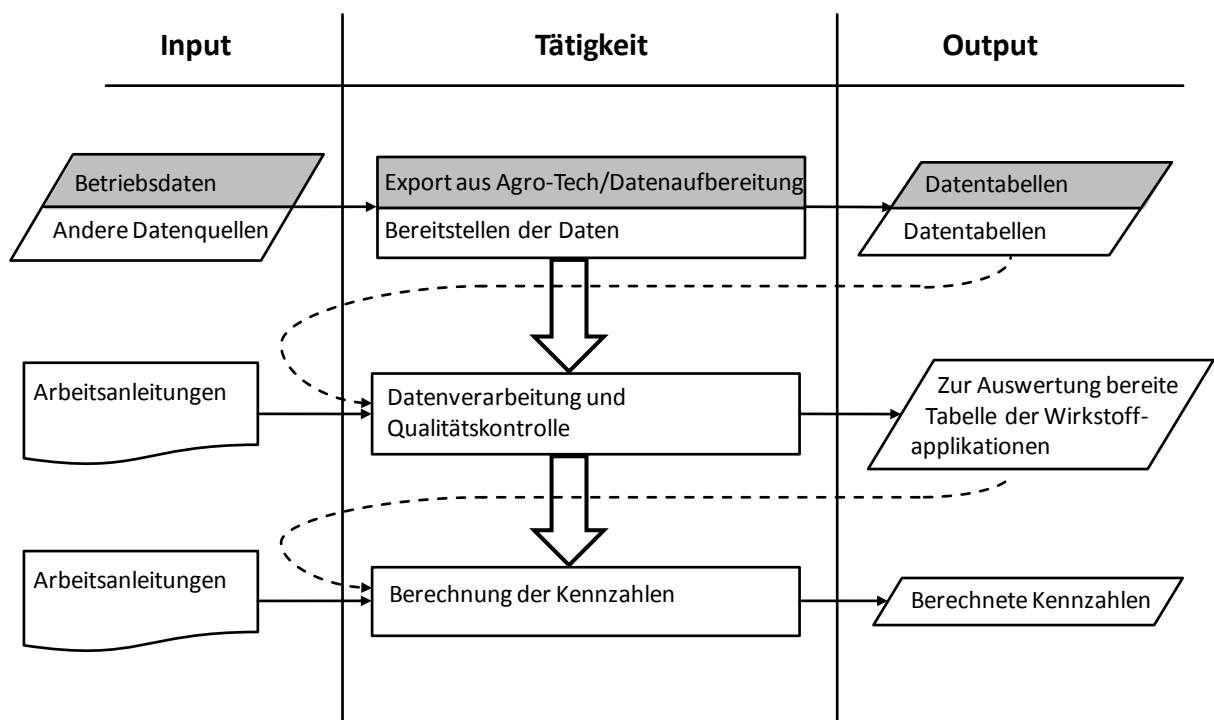 Input
Tätigkeit
Output
Betriebsdaten
Andere Datenquellen
Export aus Agro-Tech/Datenaufbereitung
Bereitstellen der Daten
Datentabellen
Datentabellen
Arbeitsanleitungen
Datenverarbeitung und
Qualitätskontrolle
Zur Auswertung bereite
Tabelle der Wirkstoff-
applikationen
Arbeitsanleitungen
Berechnung der Kennzahlen
Berechnete Kennzahlen